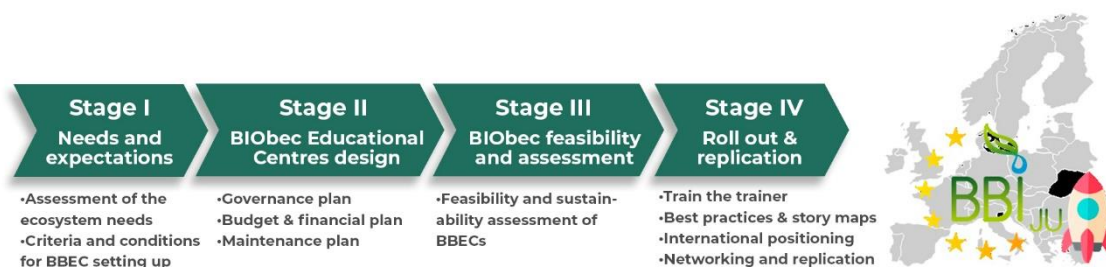 Stage I
Needs and
expectations
•Assessment of the
ecosystem needs
•Criteria and conditions
for BBEC setting up
Stage II
BIObec Educational
Centres design
•Governance plan
•Budget & financial plan
•Maintenance plan
Stage III
BIObec feasibility
and assessment
•Feasibility and sustain-
ability assessment of
BBECs
Stage IV
Roll out &
replication
•Train the trainer
•Best practices & story maps
•International positioning
•Networking and replication
BBI JU